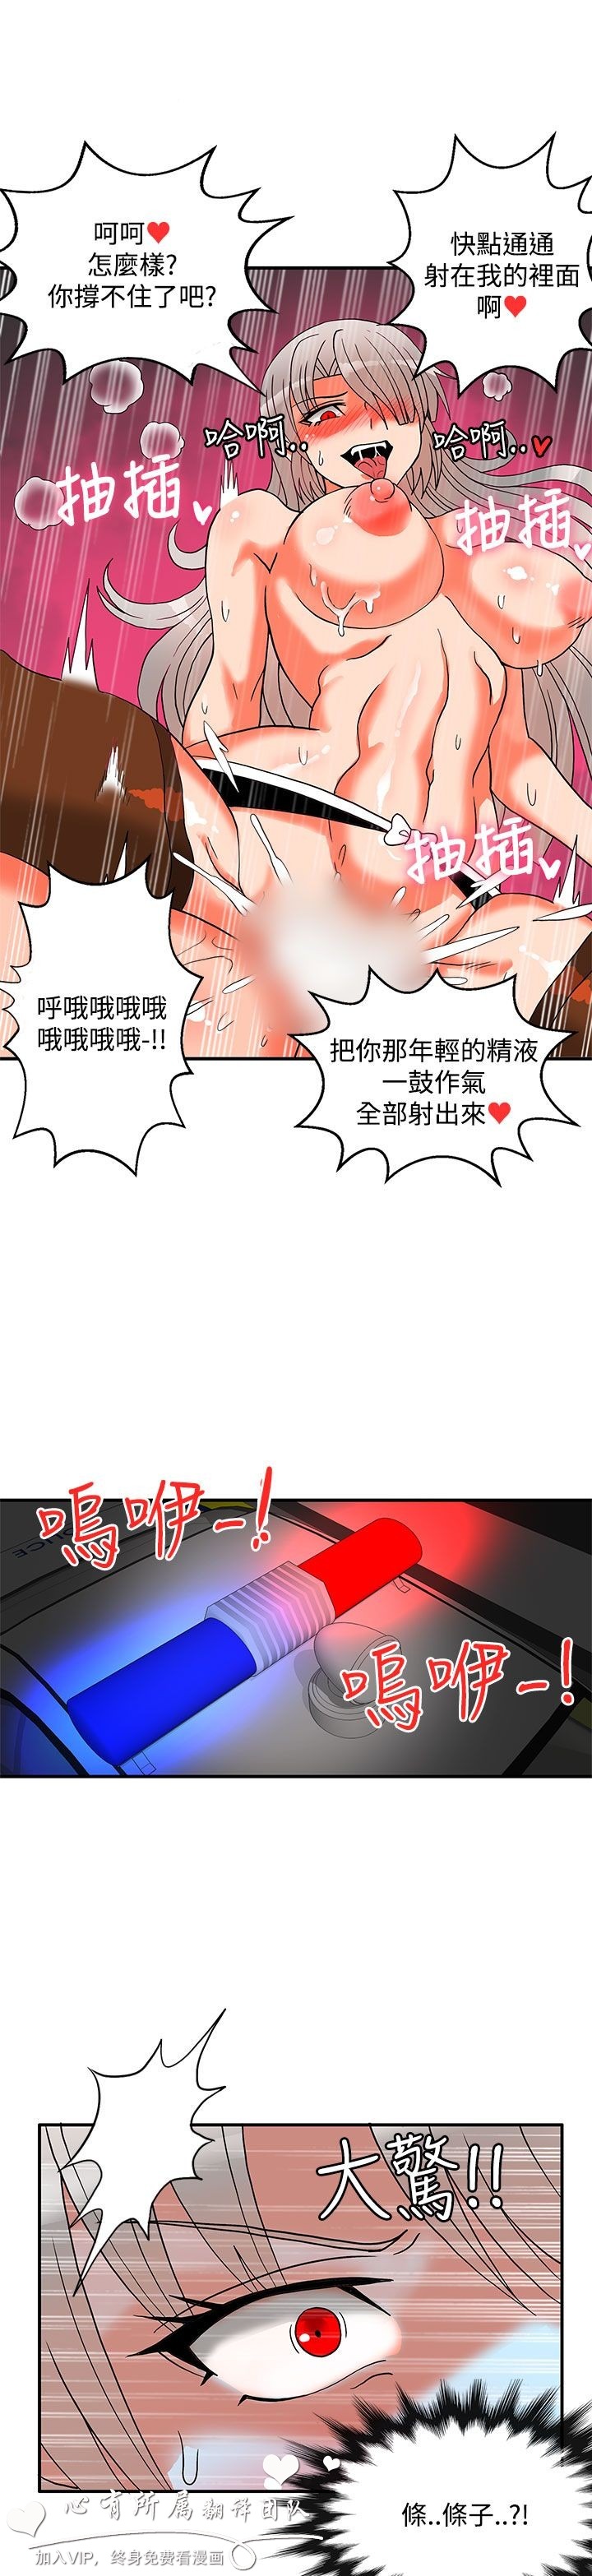 呵呵♥
怎麼樣?
你撐不住了吧?
快點通通
射在我的裡面
啊♥
哈啊..
哈啊..♥
抽插♥
抽插♥
抽插♥
呼哦哦哦哦
哦哦哦哦-!!
把你那年輕的精液
一鼓作氣
全部射出來♥
嗚咿-!
POLICE
嗚咿-!
大驚!!
條..條子..?!
心有所属翻译团队
加入VIP，终身免费看漫画